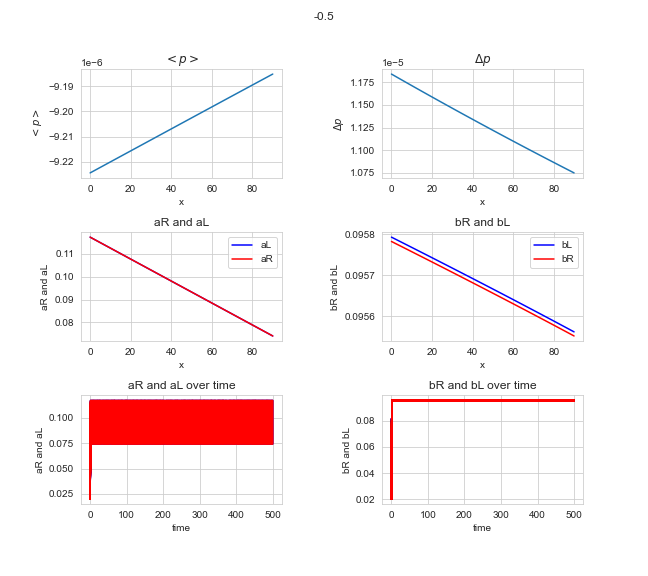 -0.5
< p >
Δp
1e−6
1e−5
−9.19
−9.20
−9.21
−9.22
< p >
0 20 40 60 80
x
1.175
1.150
1.125
1.100
1.075
Δp
0 20 40 60 80
x
aR and aL
bR and bL
0.11
0.10
0.09
0.08
aR and aL
aL
aR
0 20 40 60 80
x
0.0958
0.0957
0.0956
bR and bL
bL
bR
0 20 40 60 80
x
aR and aL over time
bR and bL over time
0.100
0.075
0.050
0.025
aR and aL
0 100 200 300 400 500
time
0.08
0.06
0.04
0.02
bR and bL
0 100 200 300 400 500
time